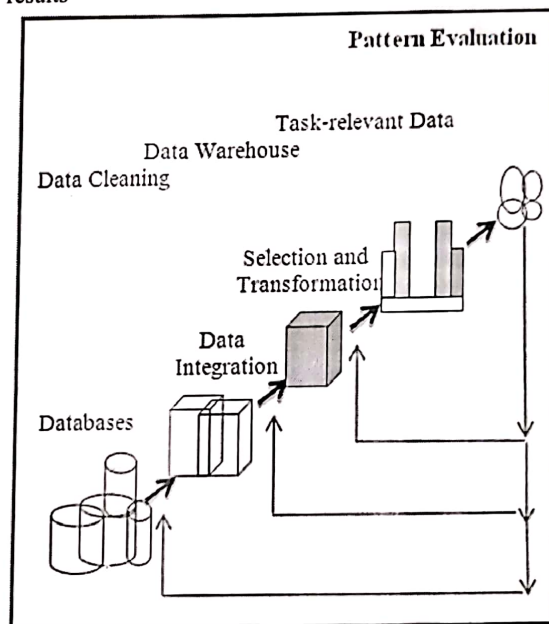 results
Pattern Evaluation
Task-relevant Data
Data Warehouse
Data Cleaning
Selection and
Transformation
Data
Integration
Databases